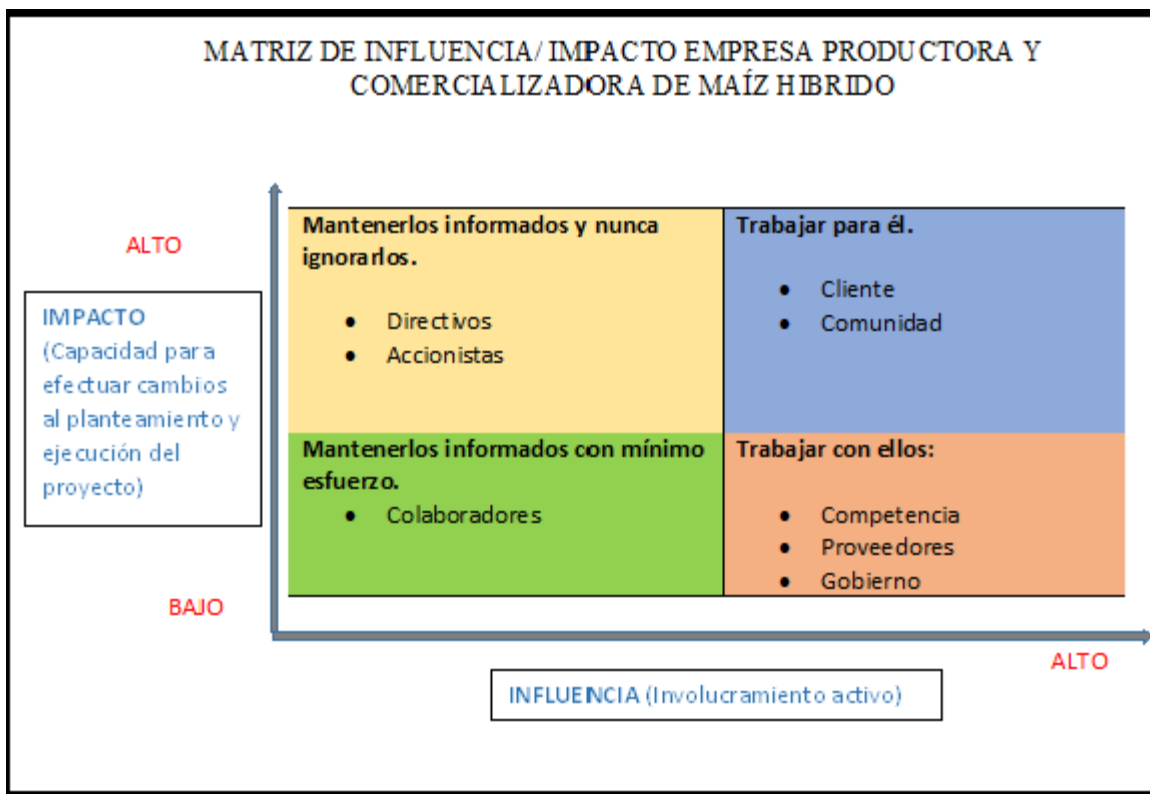 MATRIZ DE INFLUENCIA/ IMPACTO EMPRESA PRODUCTORA Y
COMERCIALIZADORA DE MAÍZ HIBRIDO
ALTO
IMPACTO
(Capacidad para
efectuar cambios
al planteamiento y
ejecución del
proyecto)
BAJO
Mantenerlos informados y nunca
ignorarlos.
• Directivos
• Accionistas
Trabajar para él.
• Cliente
• Comunidad
Mantenerlos informados con mínimo
esfuerzo.
• Colaboradores
Trabajar con ellos:
• Competencia
• Proveedores
• Gobierno
ALTO
INFLUENCIA (Involucramiento activo)